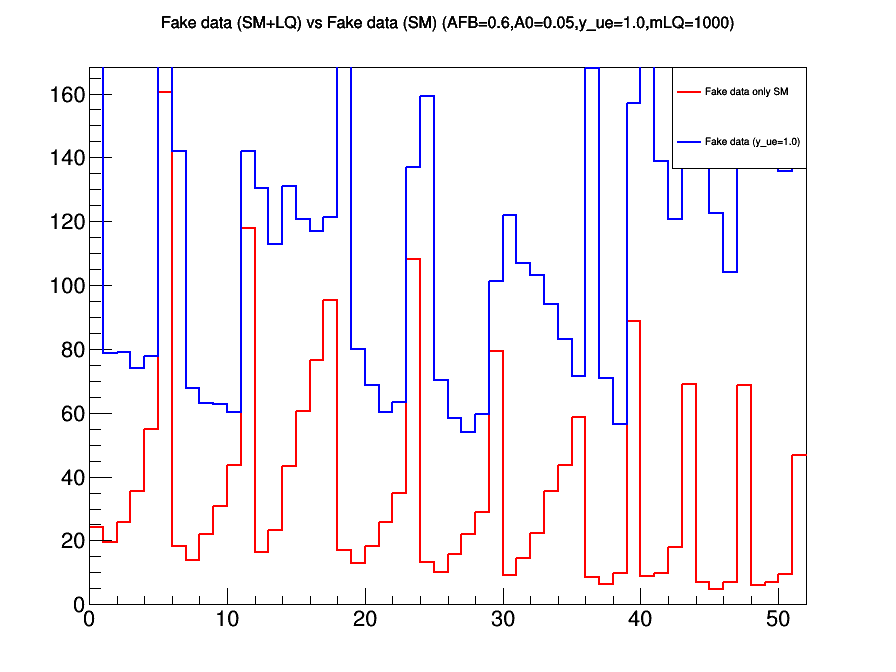 Fake data (SM+LQ) vs Fake data (SM) (AFB=0.6,A0=0.05,y_ue=1.0,mLQ=1000)
Fake data only SM
Fake data (y_ue=1.0)
160
140
120
100
80
60
40
20
0
0 10 20 30 40 50